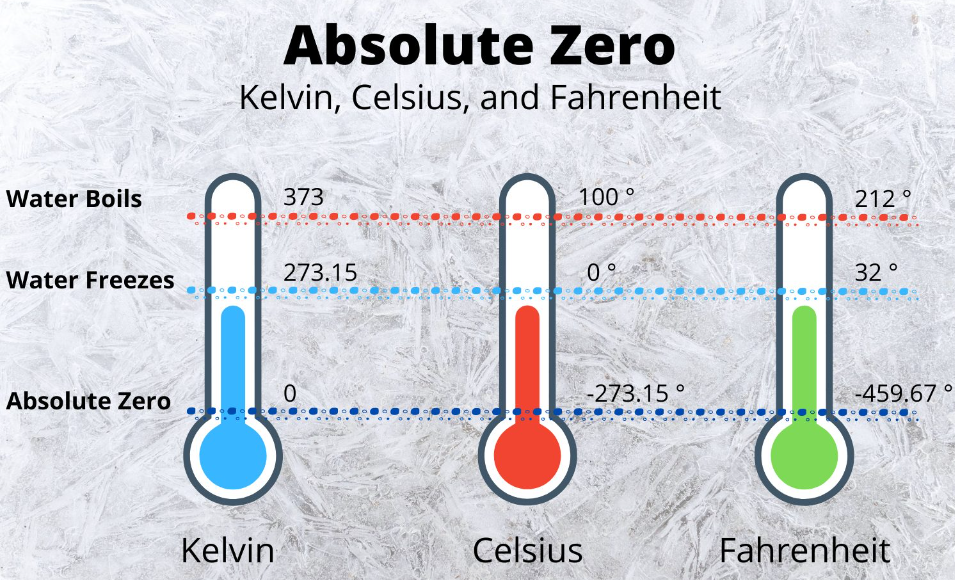 Absolute Zero
Kelvin, Celsius, and Fahrenheit
Water Boils 373 100 ° 212 °
Water Freezes 273.15 0 ° 32 °
Absolute Zero 0 -273.15 ° -459.67 °
Kelvin Celsius Fahrenheit